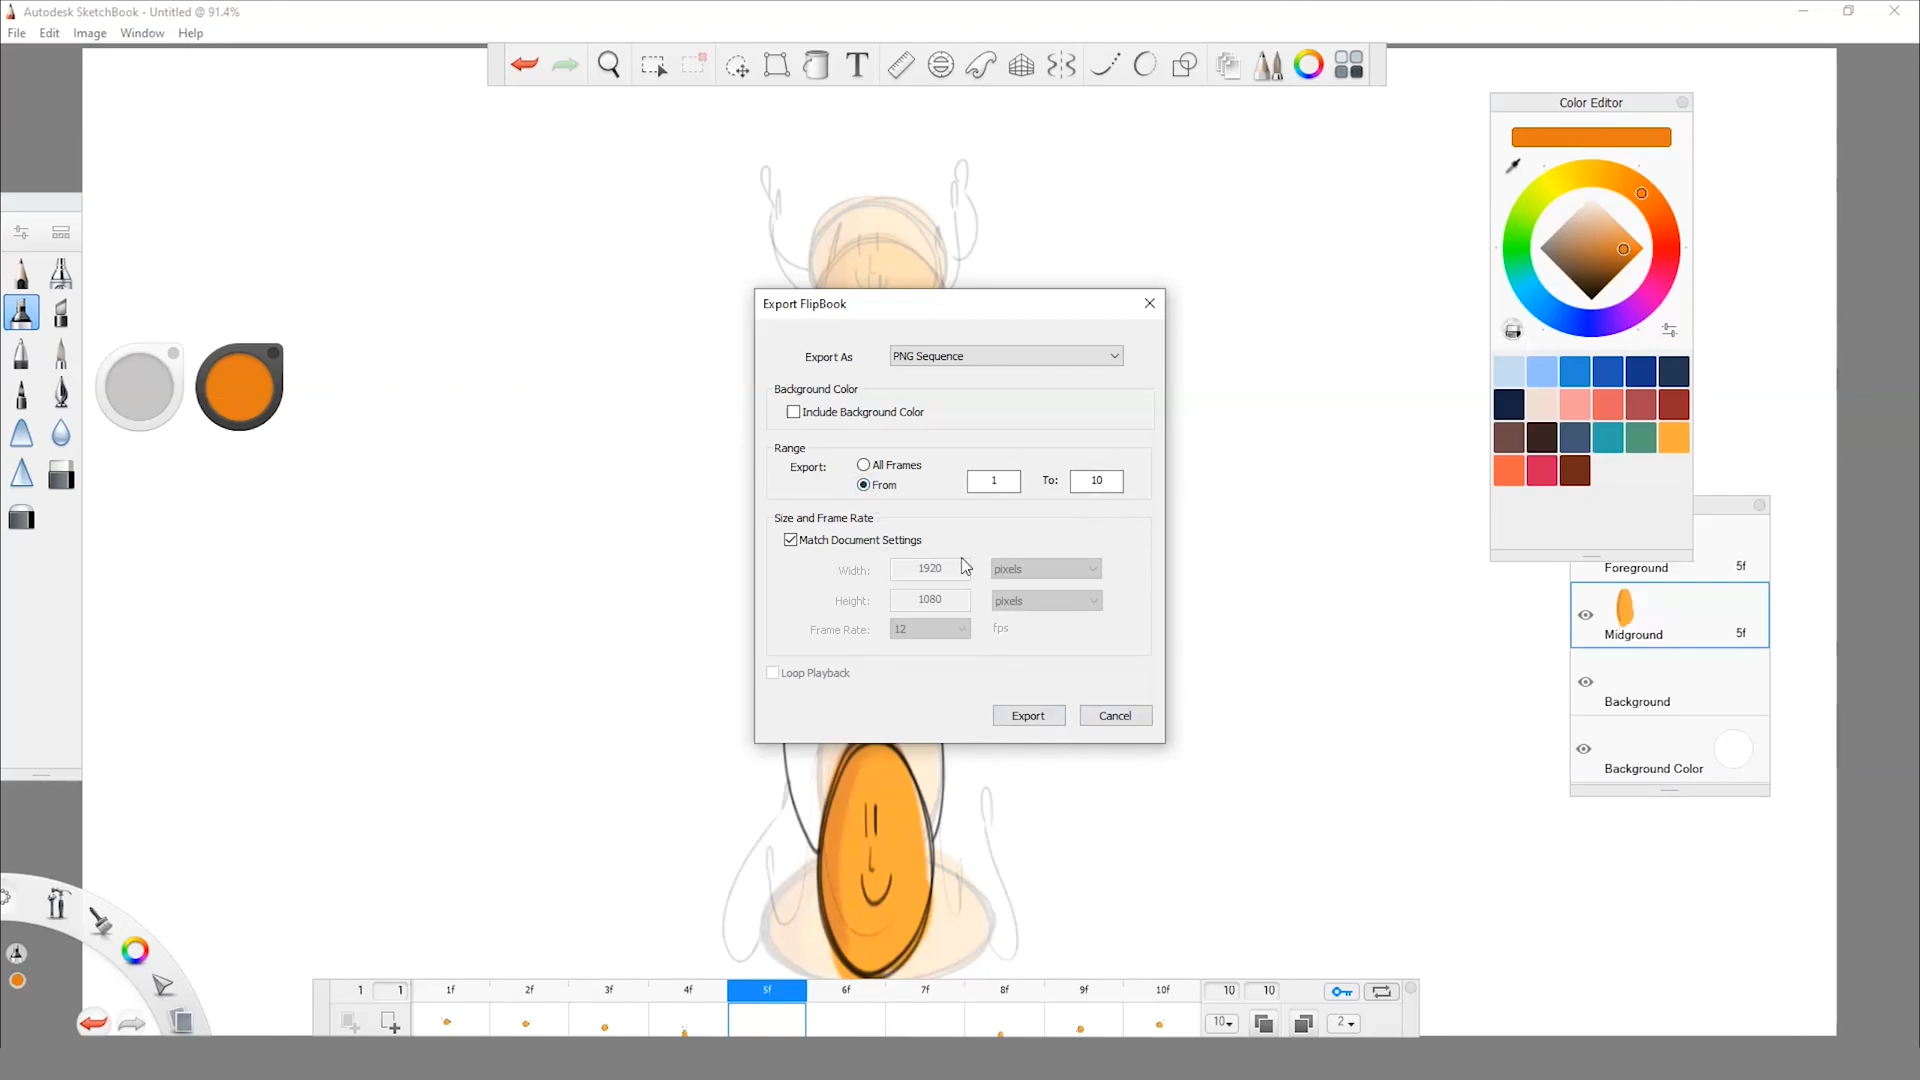 Autodesk SketchBook - Untitled @ 91.4%
File Edit Image Window Help
T
Color Editor
Export FlipBook
Export As PNG Sequence
Background Color
Include Background Color
Range
Export: All Frames
From 1 To: 10
Size and Frame Rate
Match Document Settings
Width: 1920 pixels
Height: 1080 pixels
Frame Rate: 12 fps
Loop Playback
Export Cancel
Foreground 5f
Midground 5f
Background
Background Color
1 1 1f 2f 3f 4f 5f 6f 7f 8f 9f 10f 10 10
10 2